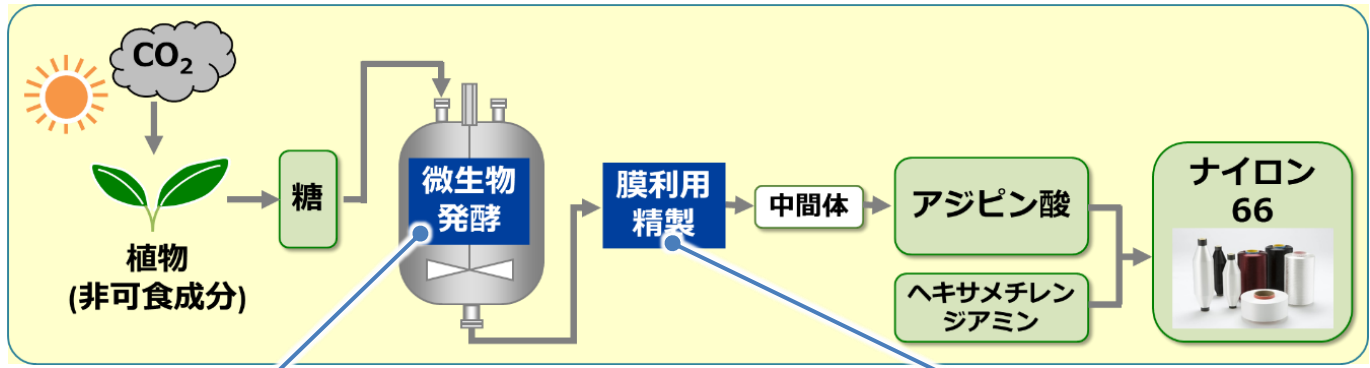 CO₂
植物
(非可食成分)
糖
微生物
発酵
膜利用
精製
中間体
アジピン酸
ヘキサメチレン
ジアミン
ナイロン
66